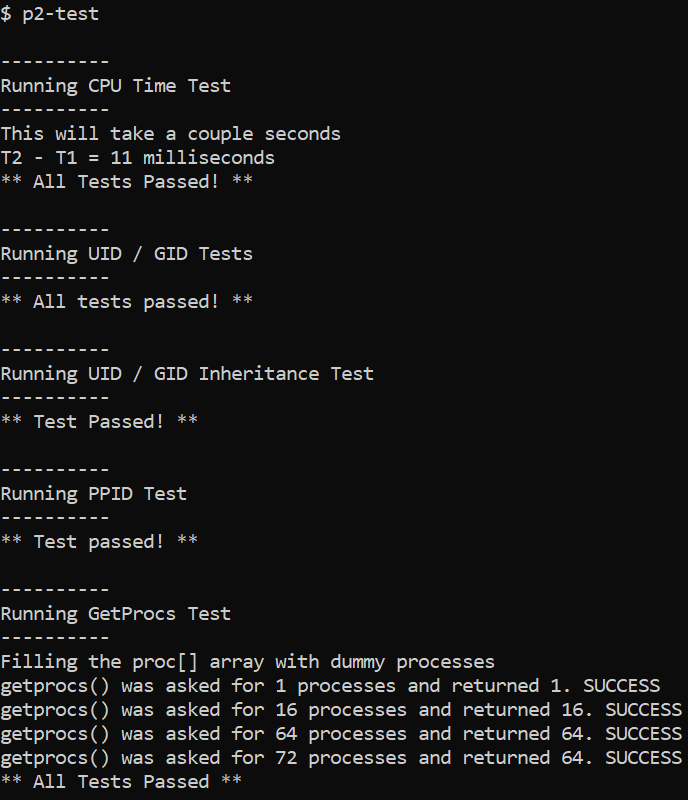 $ p2-test
----------
Running CPU Time Test
----------
This will take a couple seconds
T2 - T1 = 11 milliseconds
** All Tests Passed! **
----------
Running UID / GID Tests
----------
** All tests passed! **
----------
Running UID / GID Inheritance Test
----------
** Test Passed! **
----------
Running PPID Test
----------
** Test passed! **
----------
Running GetProcs Test
----------
Filling the proc[] array with dummy processes
getprocs() was asked for 1 processes and returned 1. SUCCESS
getprocs() was asked for 16 processes and returned 16. SUCCESS
getprocs() was asked for 64 processes and returned 64. SUCCESS
getprocs() was asked for 72 processes and returned 64. SUCCESS
** All Tests Passed **